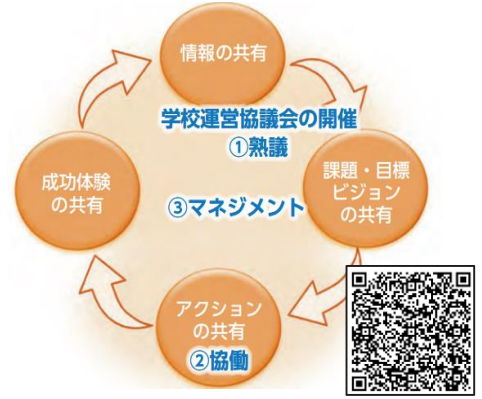 情報の共有
学校運営協議会の開催
①熟議
課題・目標
ビジョン
の共有
成功体験
の共有
③マネジメント
アクション
の共有
②協働